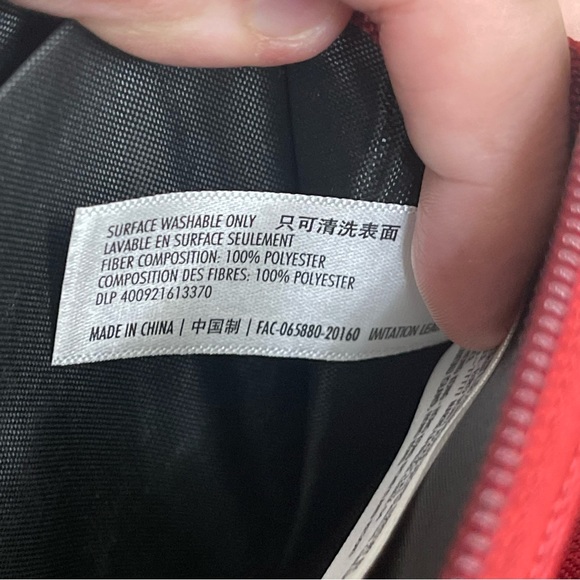 SURFACE WASHABLE ONLY 只可清洗表面
LAVABLE EN SURFACE SEULEMENT
FIBER COMPOSITION: 100% POLYESTER
COMPOSITION DES FIBRES: 100% POLYESTER
DLP 400921613370
MADE IN CHINA | 中国制 | FAC-065880-20160 IMITATION